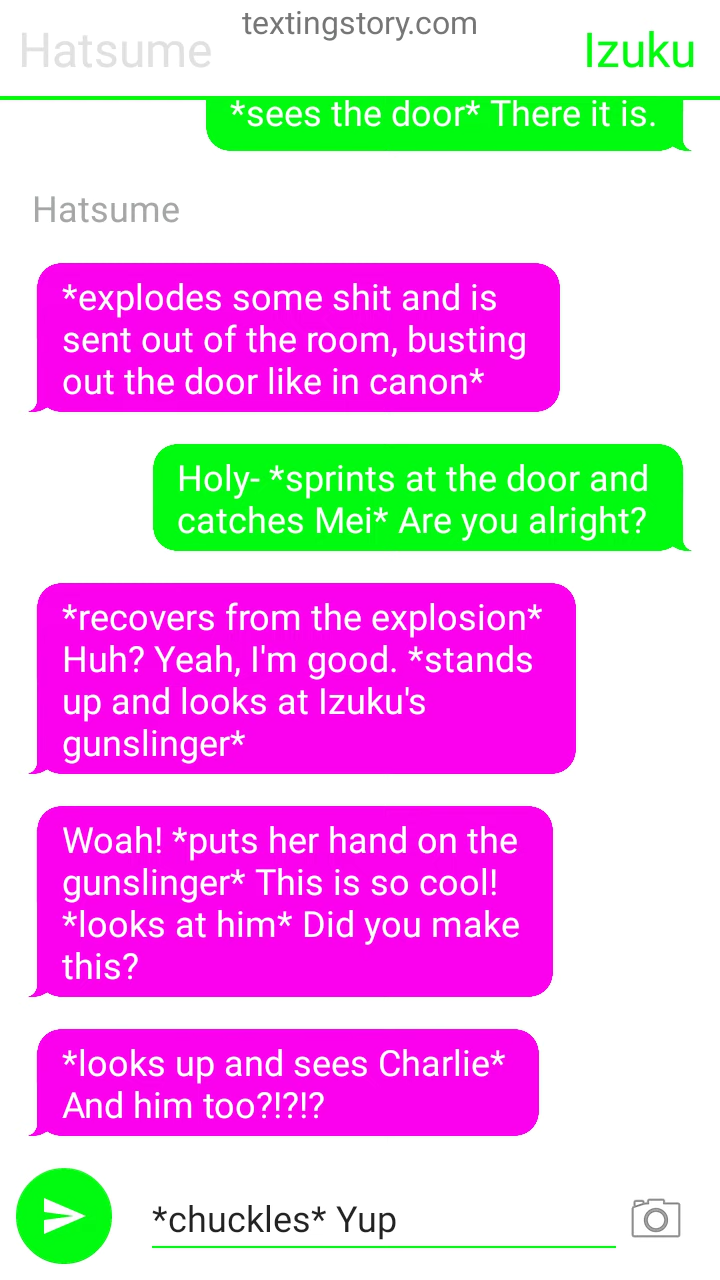 textingstory.com
Hatsume
Izuku
*sees the door* There it is.
Hatsume
*explodes some shit and is
sent out of the room, busting
out the door like in canon*
Holy- *sprints at the door and
catches Mei* Are you alright?
*recovers from the explosion*
Huh? Yeah, I'm good. *stands
up and looks at Izuku's
gunslinger*
Woah! *puts her hand on the
gunslinger* This is so cool!
*looks at him* Did you make
this?
*looks up and sees Charlie*
And him too?!?!?
*chuckles* Yup